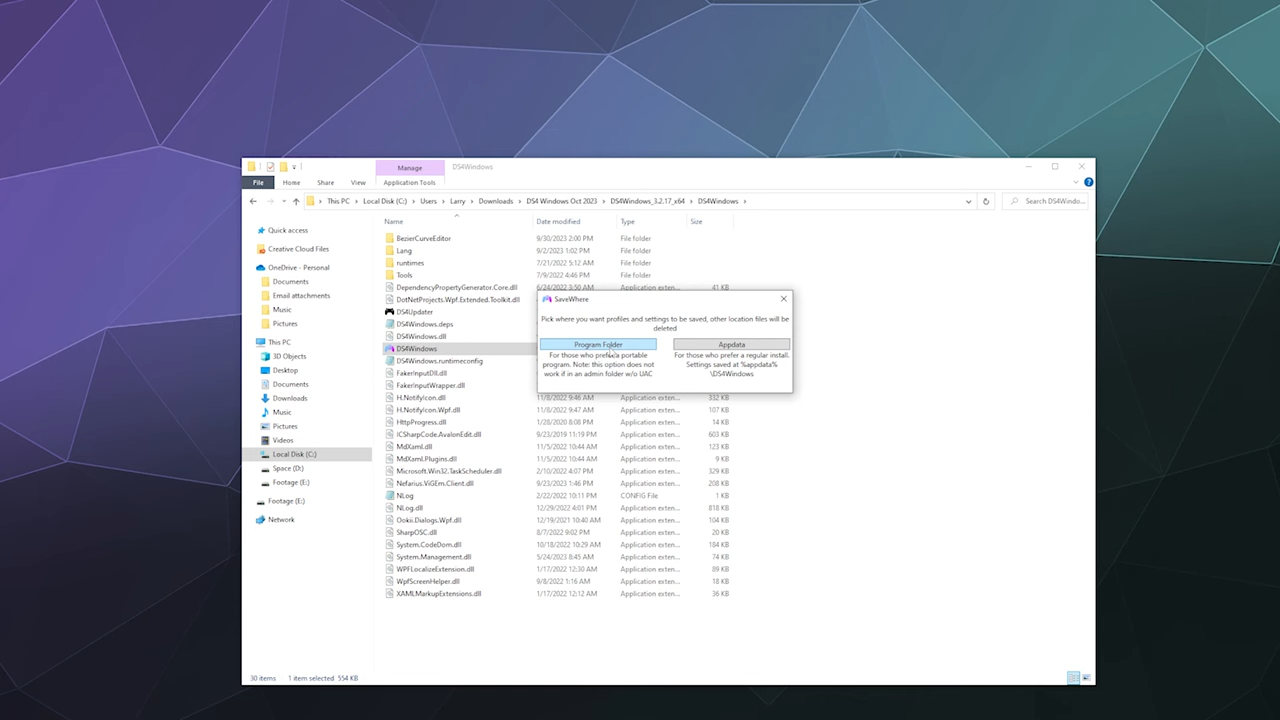 Manage
DS4Windows
File
Home
Share
View
Application Tools
This PC
Local Disk (C:)
Users
Larry
Downloads
DS4 Windows Oct 2023
DS4Windows_3.2.17_x64
DS4Windows
Search DS4Windo...
Quick access
Creative Cloud Files
OneDrive - Personal
Documents
Email attachments
Music
Pictures
This PC
3D Objects
Desktop
Documents
Downloads
Music
Pictures
Videos
Local Disk (C:)
Space (D:)
Footage (E:)
Footage (E:)
Network
Name Date modified Type Size
BezierCurveEditor 9/30/2023 2:00 PM File folder
Lang 9/2/2023 1:02 PM File folder
runtimes 7/21/2022 5:12 AM File folder
Tools 7/9/2022 4:46 PM File folder
DependencyPropertyGenerator.Core.dll 6/24/2022 3:50 AM Application exten... 41 KB
DotNetProjects.Wpf.Extended.Toolkit.dll
DS4Updater
DS4Windows.deps
DS4Windows.dll
DS4Windows
DS4Windows.runtimeconfig
FakerInputDll.dll
FakerInputWrapper.dll
H.NotifyIcon.dll 11/8/2022 9:46 AM Application exten... 332 KB
H.NotifyIcon.Wpf.dll 11/8/2022 9:47 AM Application exten... 107 KB
HttpProgress.dll 1/28/2020 8:08 PM Application exten... 14 KB
ICSharpCode.AvalonEdit.dll 9/23/2019 11:19 PM Application exten... 603 KB
MdXaml.dll 11/5/2022 10:44 AM Application exten... 123 KB
MdXaml.Plugins.dll 11/5/2022 10:44 AM Application exten... 9 KB
Microsoft.Win32.TaskScheduler.dll 2/10/2022 4:07 PM Application exten... 329 KB
Nefarius.ViGEm.Client.dll 9/23/2023 1:46 PM Application exten... 208 KB
NLog 2/22/2022 10:11 PM CONFIG File 1 KB
NLog.dll 12/29/2022 4:01 PM Application exten... 818 KB
Ookii.Dialogs.Wpf.dll 12/19/2021 10:40 AM Application exten... 104 KB
SharpOSC.dll 8/7/2022 9:02 PM Application exten... 20 KB
System.CodeDom.dll 10/18/2022 10:29 AM Application exten... 184 KB
System.Management.dll 5/24/2023 8:45 AM Application exten... 74 KB
WPFLocalizeExtension.dll 1/17/2022 12:30 AM Application exten... 89 KB
WpfScreenHelper.dll 9/8/2022 1:16 AM Application exten... 18 KB
XAMLMarkupExtensions.dll 1/17/2022 12:12 AM Application exten... 36 KB
SaveWhere
Pick where you want profiles and settings to be saved, other location files will be
deleted
Program Folder
For those who prefer a portable
program. Note: this option does not
work if in an admin folder w/o UAC
Appdata
For those who prefer a regular install.
Settings saved at %appdata%
\DS4Windows
30 items 1 item selected 554 KB